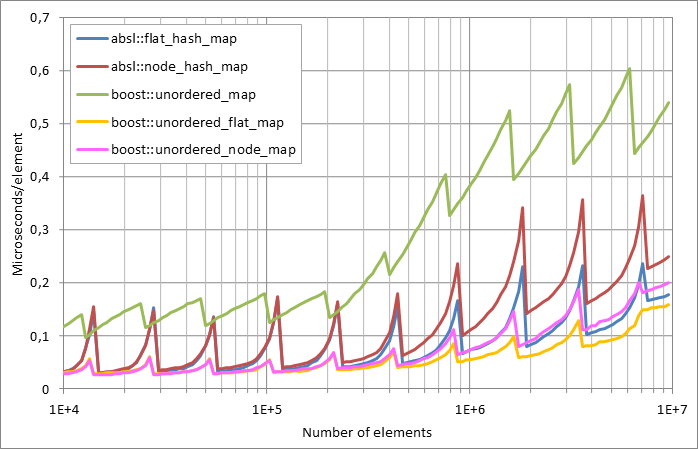 0,7
0,6
0,5
0,4
0,3
0,2
0,1
0
Microseconds/element
absl::flat_hash_map
absl::node_hash_map
boost::unordered_map
boost::unordered_flat_map
boost::unordered_node_map
1E+4
1E+5
1E+6
1E+7
Number of elements